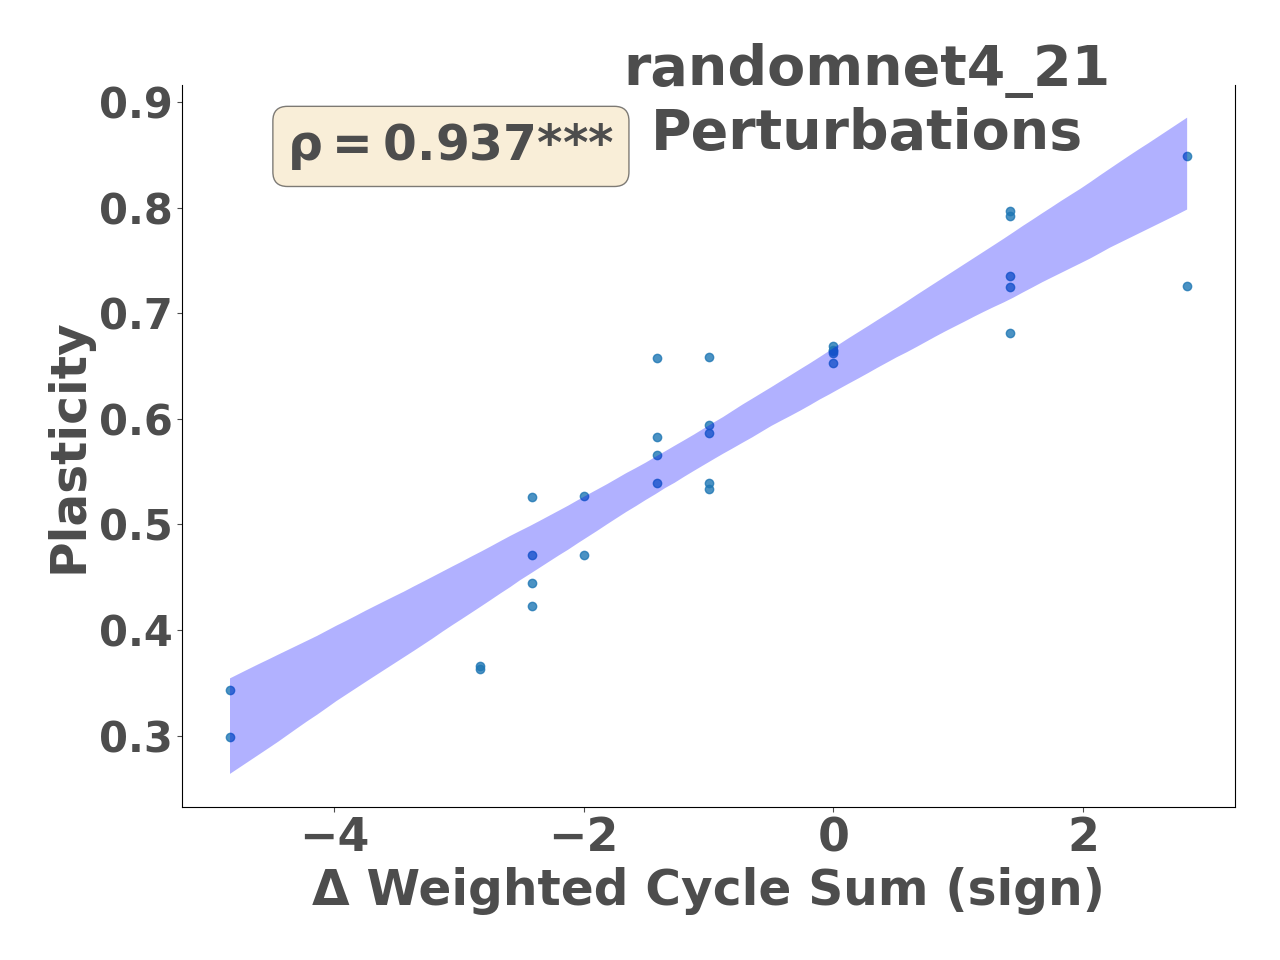 randomnet4_21
Perturbations
ρ = 0.937***
Plasticity
0.9
0.8
0.7
0.6
0.5
0.4
0.3
−4
−2
0
2
Δ Weighted Cycle Sum (sign)